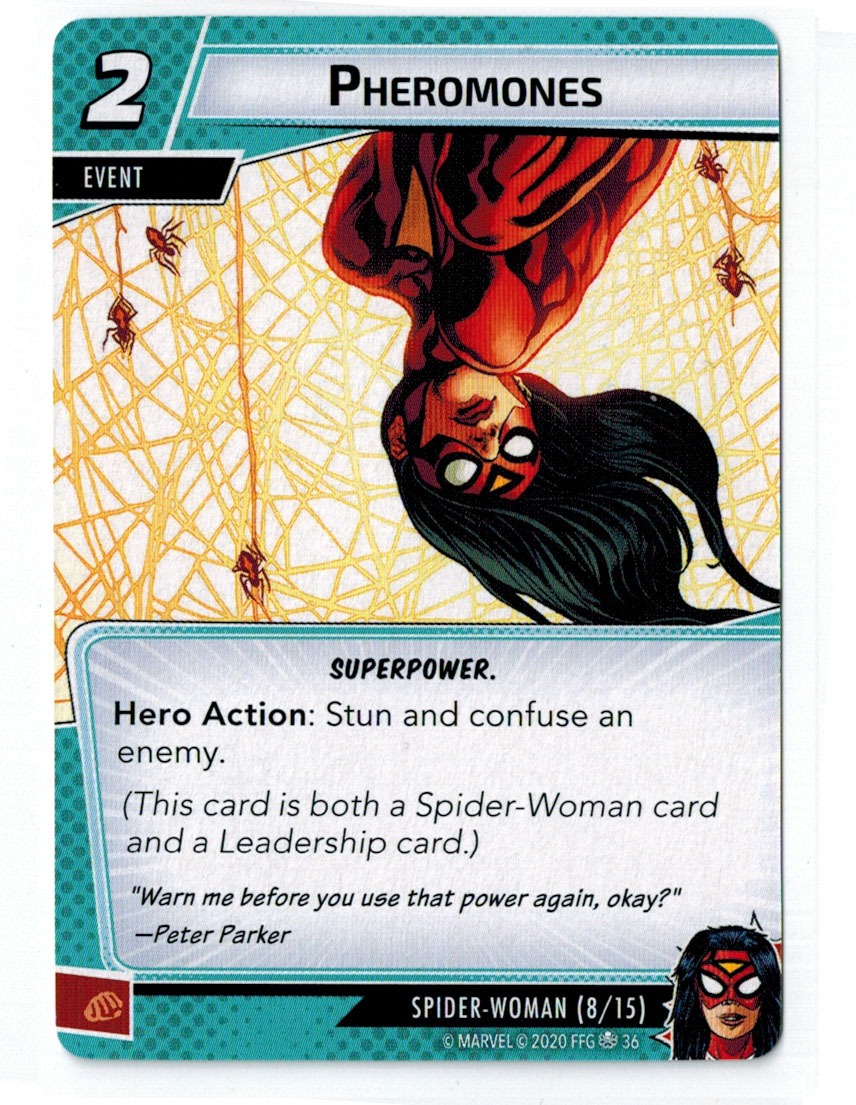 2
PHEROMONES
EVENT
SUPERPOWER.
Hero Action: Stun and confuse an
enemy.
(This card is both a Spider-Woman card
and a Leadership card.)
"Warn me before you use that power again, okay?"
—Peter Parker
SPIDER-WOMAN (8/15)
© MARVEL © 2020 FFG 36